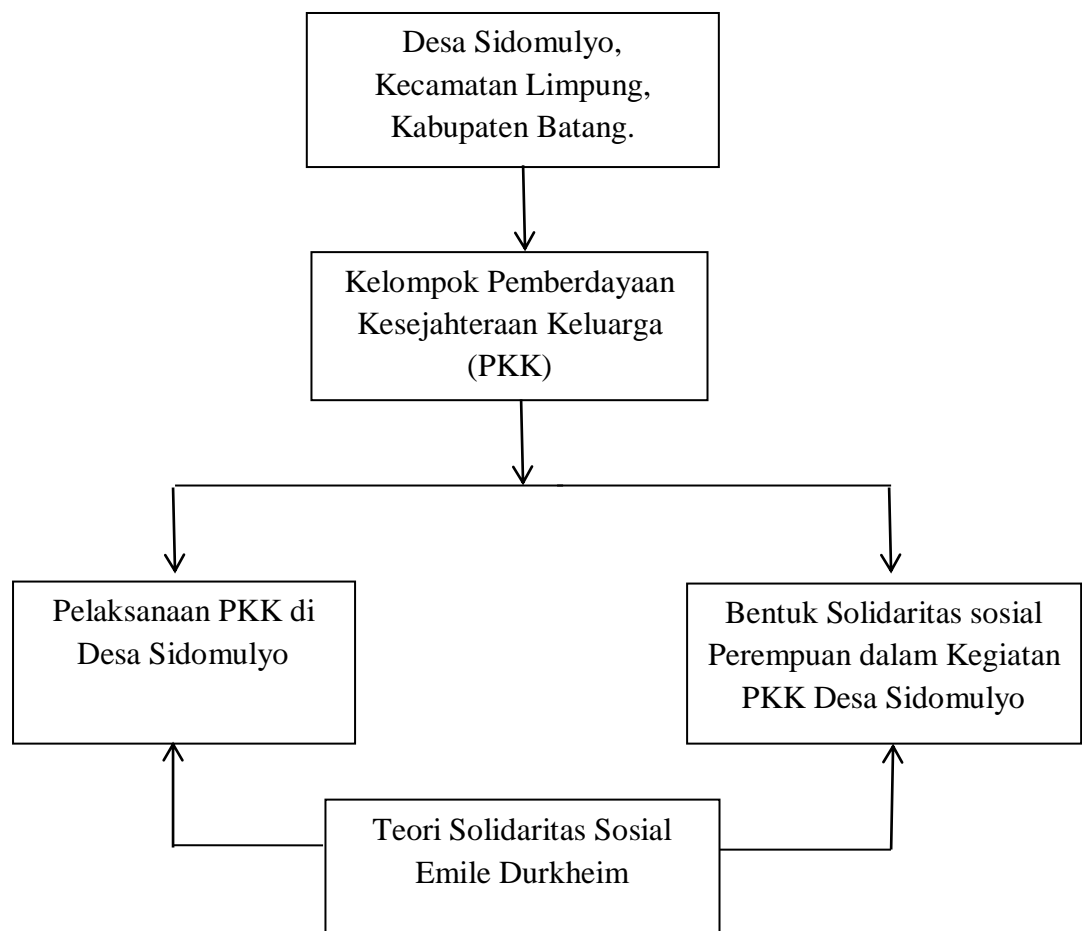 Desa Sidomulyo,
Kecamatan Limpung,
Kabupaten Batang.
Kelompok Pemberdayaan
Kesejahteraan Keluarga
(PKK)
Pelaksanaan PKK di
Desa Sidomulyo
Bentuk Solidaritas sosial
Perempuan dalam Kegiatan
PKK Desa Sidomulyo
Teori Solidaritas Sosial
Emile Durkheim